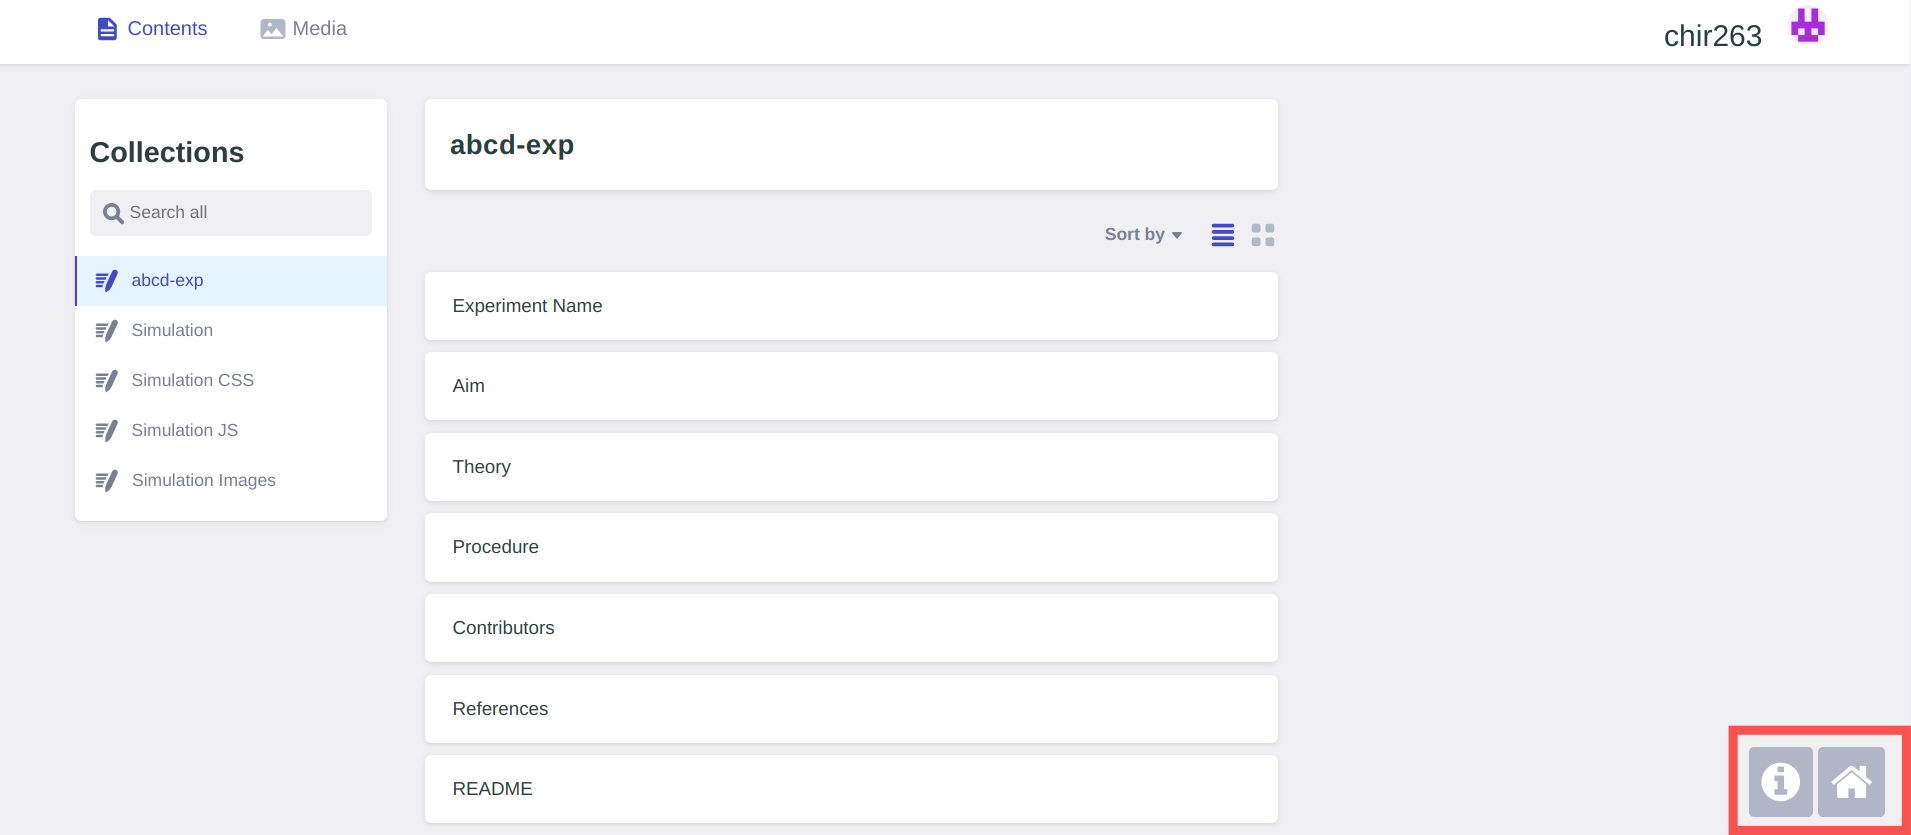 Contents
Media
chir263
Collections
Search all
abcd-exp
Simulation
Simulation CSS
Simulation JS
Simulation Images
abcd-exp
Sort by
Experiment Name
Aim
Theory
Procedure
Contributors
References
README